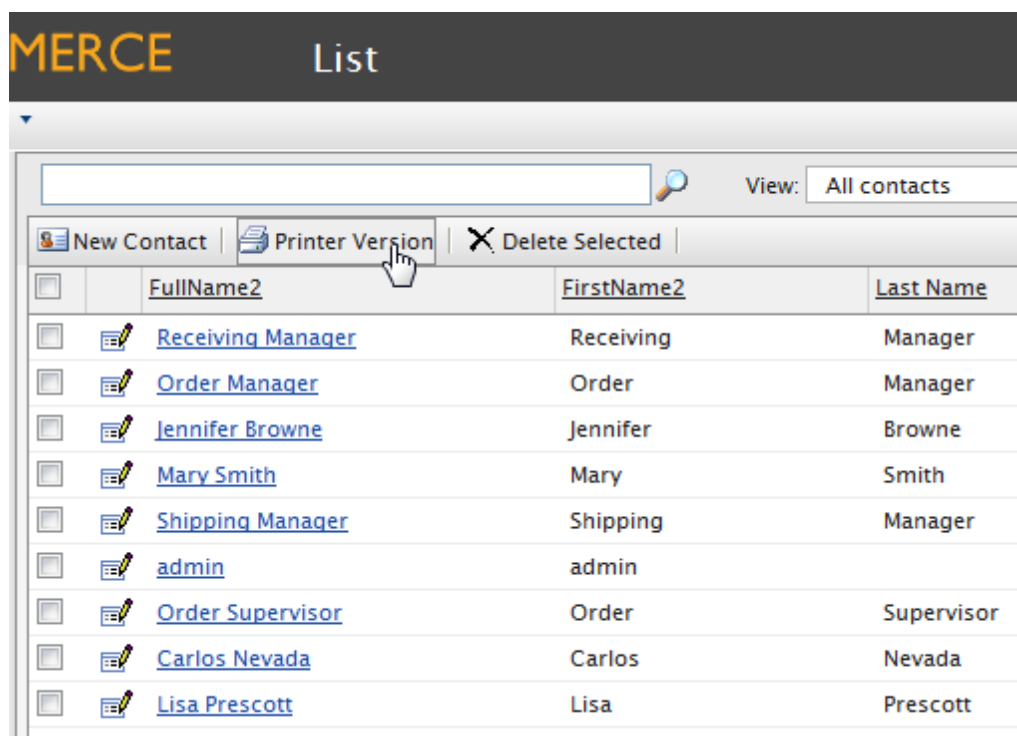 MERCE List
View: All contacts
New Contact Printer Version Delete Selected
FullName2 FirstName2 Last Name
Receiving Manager Receiving Manager
Order Manager Order Manager
Jennifer Browne Jennifer Browne
Mary Smith Mary Smith
Shipping Manager Shipping Manager
admin admin
Order Supervisor Order Supervisor
Carlos Nevada Carlos Nevada
Lisa Prescott Lisa Prescott